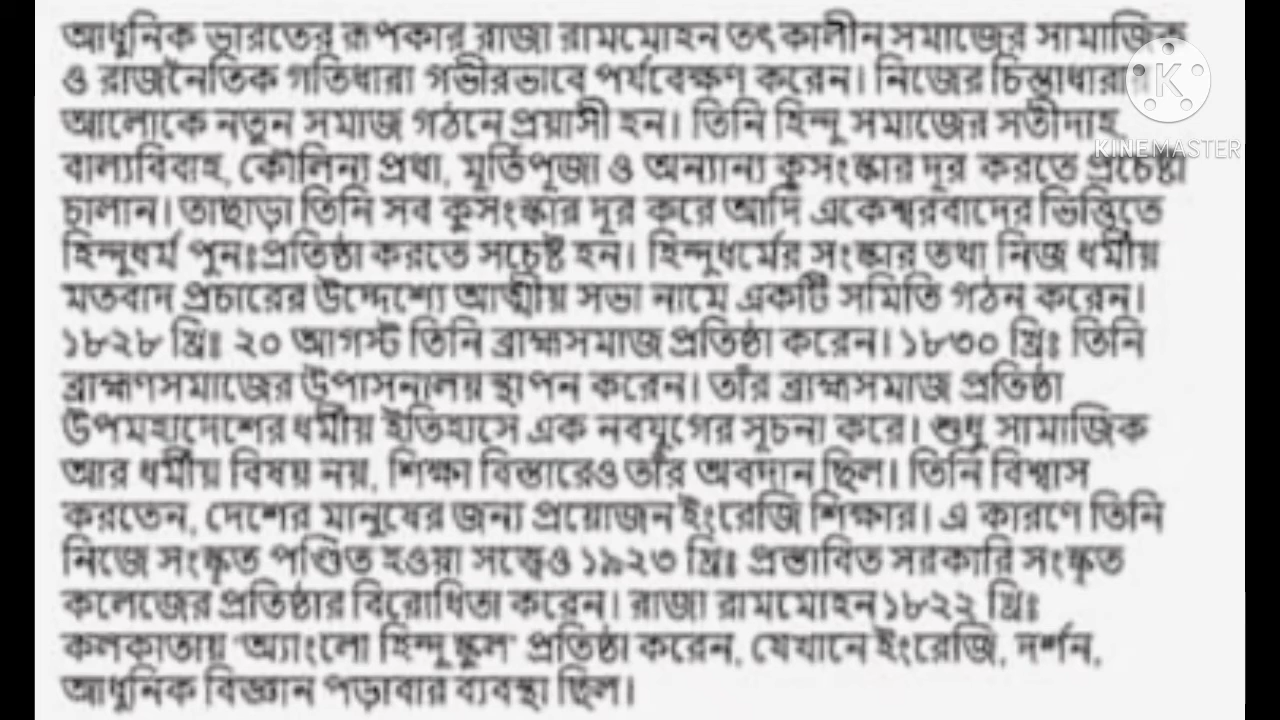 আধুনিক ভারতের রূপকার রাজা রামমোহন তৎকালীন সমাজের সামাজিক
ও রাজনৈতিক গতিধারা গভীরভাবে পর্যবেক্ষণ করেন। নিজের চিন্তাধারার
আলোকে নতুন সমাজ গঠনে প্রয়াসী হন। তিনি হিন্দু সমাজের সতীদাহ,
বাল্যবিবাহ, কৌলিন্য প্রথা, মূর্তিপূজা ও অন্যান্য কুসংস্কার দূর করতে প্রচেষ্টা
চালান। তাছাড়া তিনি সব কুসংস্কার দূর করে আদি একেশ্বরবাদের ভিত্তিতে
হিন্দুধর্ম পুনঃপ্রতিষ্ঠা করতে সচেষ্ট হন। হিন্দুধর্মের সংস্কার তথা নিজ ধর্মীয়
মতবাদ প্রচারের উদ্দেশ্যে আত্মীয় সভা নামে একটি সমিতি গঠন করেন।
১৮২৮ খ্রিঃ ২০ আগস্ট তিনি ব্রাহ্মসমাজ প্রতিষ্ঠা করেন। ১৮৩০ খ্রিঃ তিনি
ব্রাহ্মণসমাজের উপাসনালয় স্থাপন করেন। তাঁর ব্রাহ্মসমাজ প্রতিষ্ঠা
উপমহাদেশের ধর্মীয় ইতিহাসে এক নবযুগের সূচনা করে। শুধু সামাজিক
আর ধর্মীয় বিষয় নয়, শিক্ষা বিস্তারেও তাঁর অবদান ছিল। তিনি বিশ্বাস
করতেন, দেশের মানুষের জন্য প্রয়োজন ইংরেজি শিক্ষার। এ কারণে তিনি
নিজে সংস্কৃত পণ্ডিত হওয়া সত্ত্বেও ১৯২৩ খ্রিঃ প্রস্তাবিত সরকারি সংস্কৃত
কলেজের প্রতিষ্ঠার বিরোধিতা করেন। রাজা রামমোহন ১৮২২ খ্রিঃ
কলকাতায় 'অ্যাংলো হিন্দু স্কুল' প্রতিষ্ঠা করেন, যেখানে ইংরেজি, দর্শন,
আধুনিক বিজ্ঞান পড়াবার ব্যবস্থা ছিল।
K
KINEMASTER